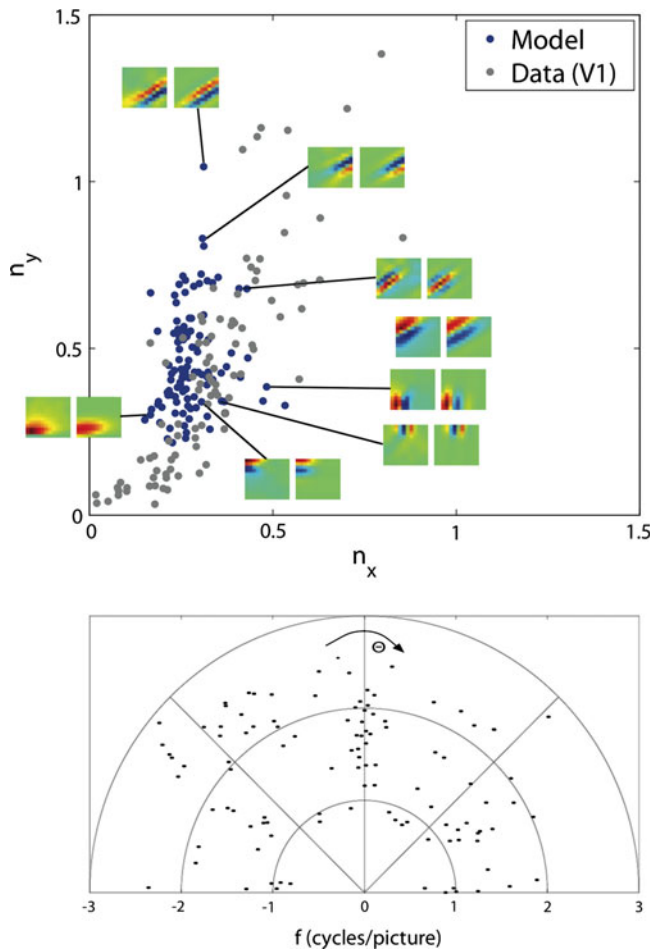 1.5
Model
Data (V1)
1
n_y
0.5
0
0
0.5
1
1.5
n_x
Θ
-3
-2
-1
0
1
2
3
f (cycles/picture)